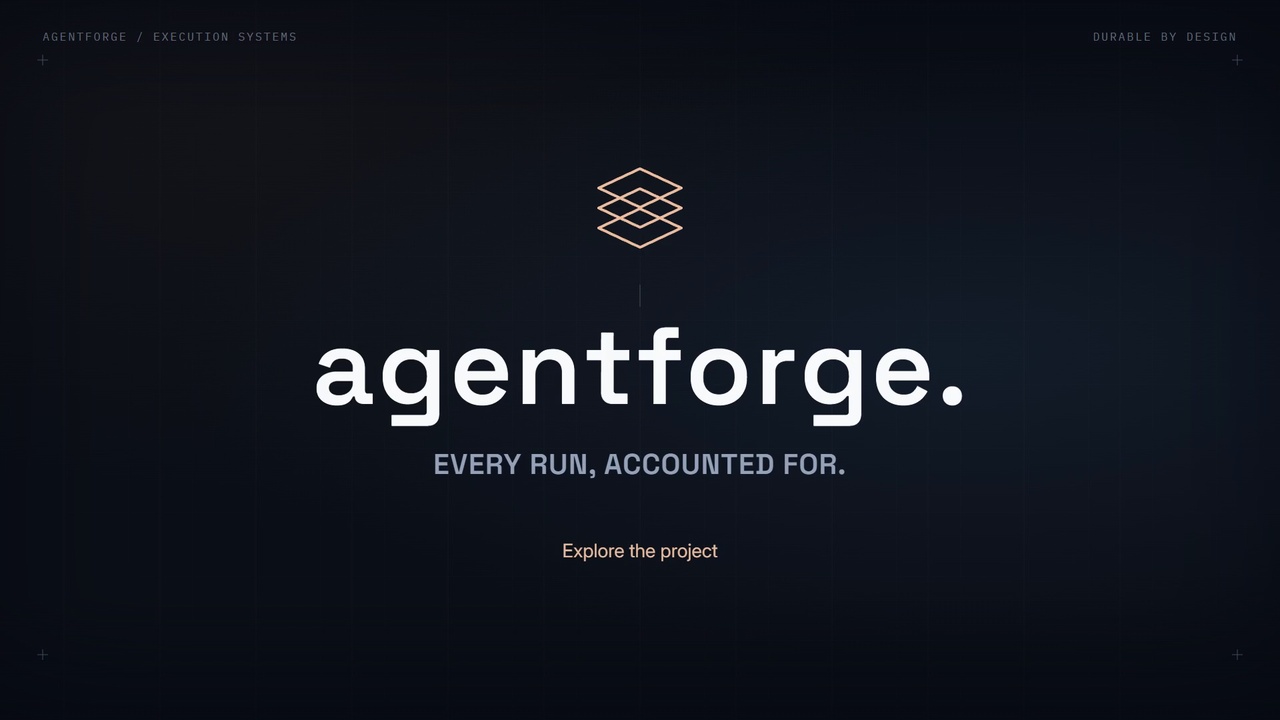 AGENTFORGE / EXECUTION SYSTEMS
DURABLE BY DESIGN
agentforge.
EVERY RUN, ACCOUNTED FOR.
Explore the project